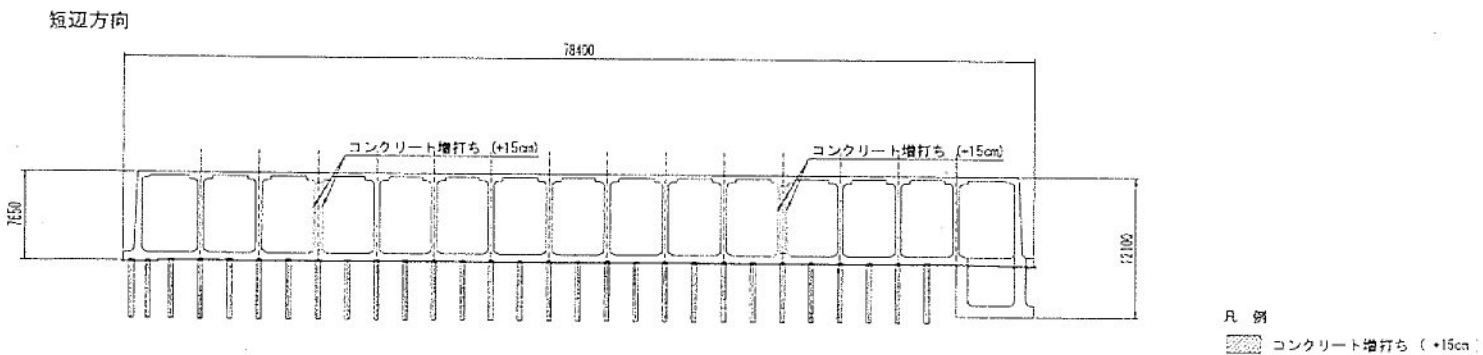 短辺方向
78400
コンクリート増打ち (+15cm)
コンクリート増打ち (+15cm)
7650
12100
凡 例
コンクリート増打ち ( +15cm